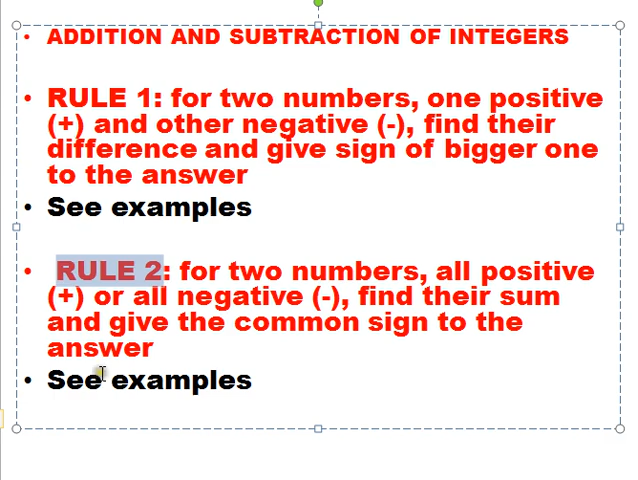 • ADDITION AND SUBTRACTION OF INTEGERS
• RULE 1: for two numbers, one positive
(+) and other negative (-), find their
difference and give sign of bigger one
to the answer
• See examples
• RULE 2: for two numbers, all positive
(+) or all negative (-), find their sum
and give the common sign to the
answer
• See examples